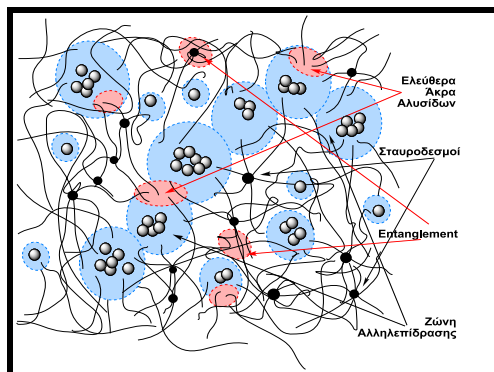 Ελεύθερα
Άκρα
Αλυσίδων
Σταυροδεσμοί
Entanglement
Ζώνη
Αλληλεπίδρασης